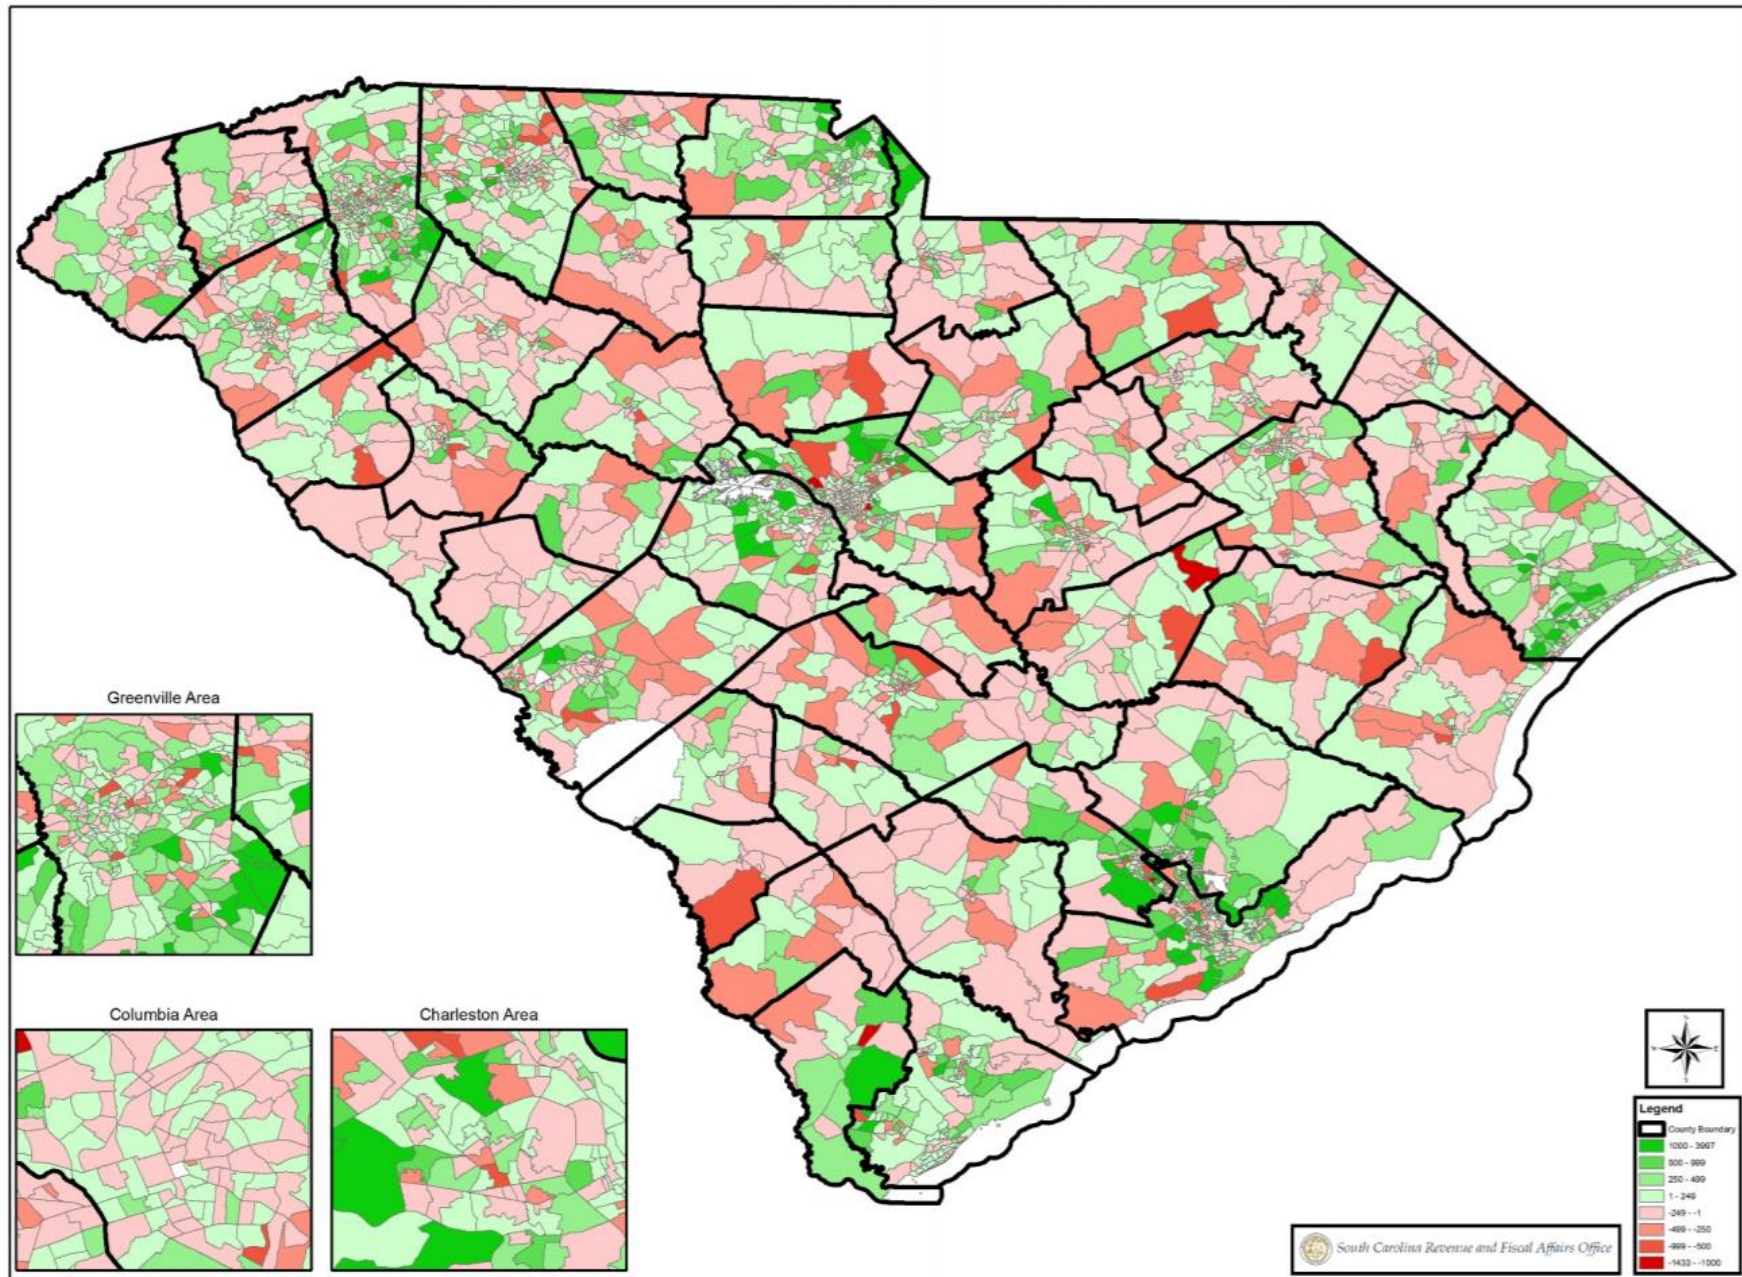 Greenville Area
Columbia Area
Charleston Area
Legend
County Boundary
1000 - 3997
500 - 999
250 - 499
1 - 249
-249 - -1
-499 - -250
-999 - -500
-1433 - -1000
South Carolina Revenue and Fiscal Affairs Office